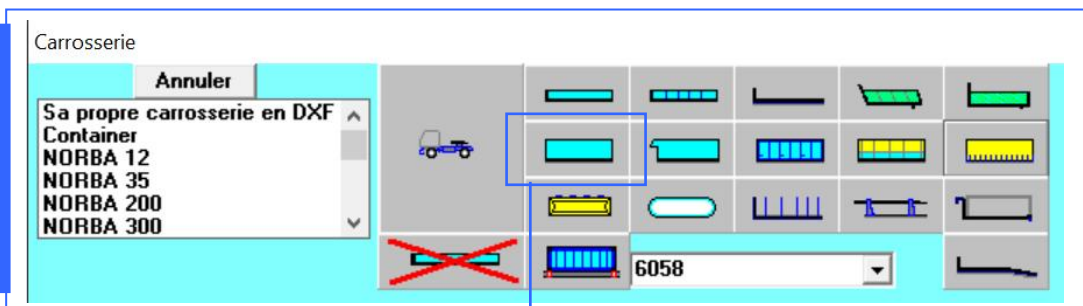 Carrosserie
Annuler
Sa propre carrosserie en DXF
Container
NORBA 12
NORBA 35
NORBA 200
NORBA 300
6058